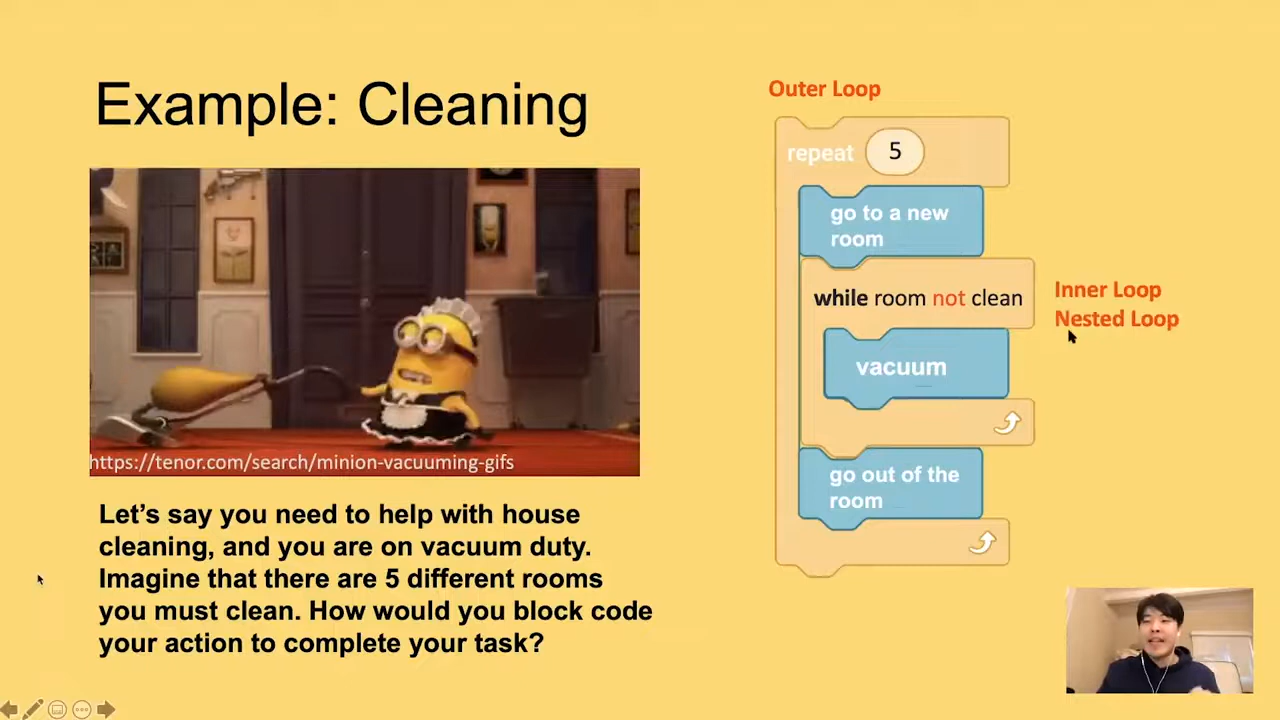 Example: Cleaning
https://tenor.com/search/minion-vacuuming-gifs
Let’s say you need to help with house
cleaning, and you are on vacuum duty.
Imagine that there are 5 different rooms
you must clean. How would you block code
your action to complete your task?
Outer Loop
repeat 5
go to a new
room
while room not clean
Inner Loop
Nested Loop
vacuum
go out of the
room